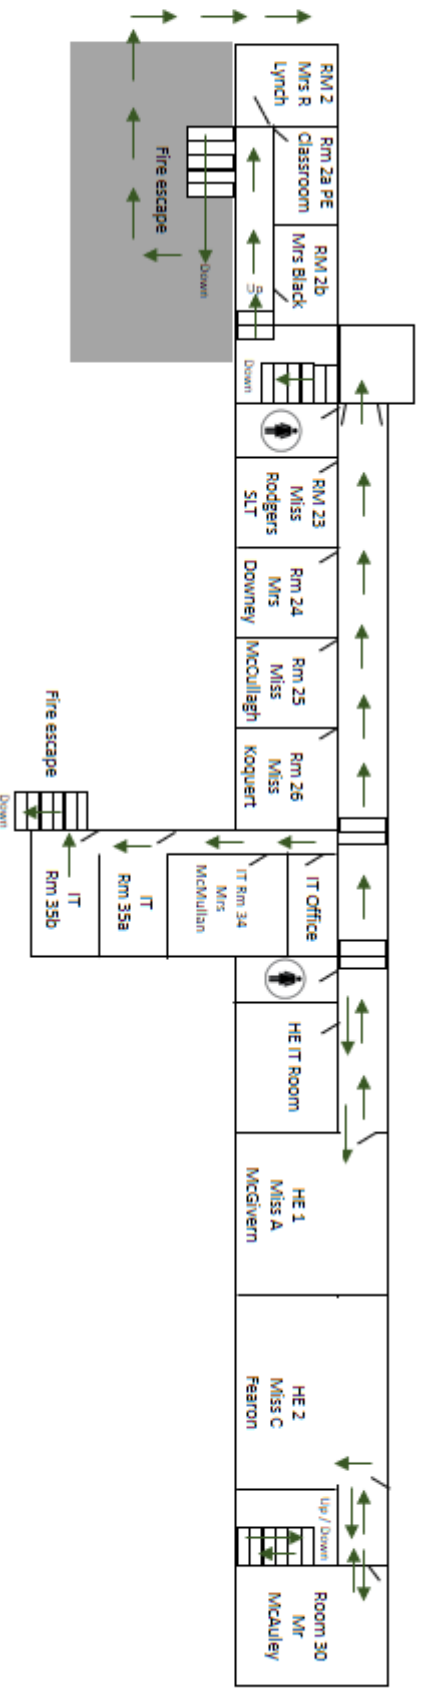 RM 2
Mrs R
Lynch
Rm 2a PE
Classroom
RM 2b
Mrs Black
Fire escape
Down
Up
Down
RM 23
Miss
Rodgers
SLT
Rm 24
Mrs
Downey
Rm 25
Miss
McCullagh
Rm 26
Miss
Koquert
Fire escape
Down
IT Office
IT Rm 34
Mrs
McMullan
IT
Rm 35a
IT
Rm 35b
HE IT Room
HE 1
Miss A
McGivern
HE 2
Miss C
Fearon
Up / Down
Room 30
Mr
McAuley